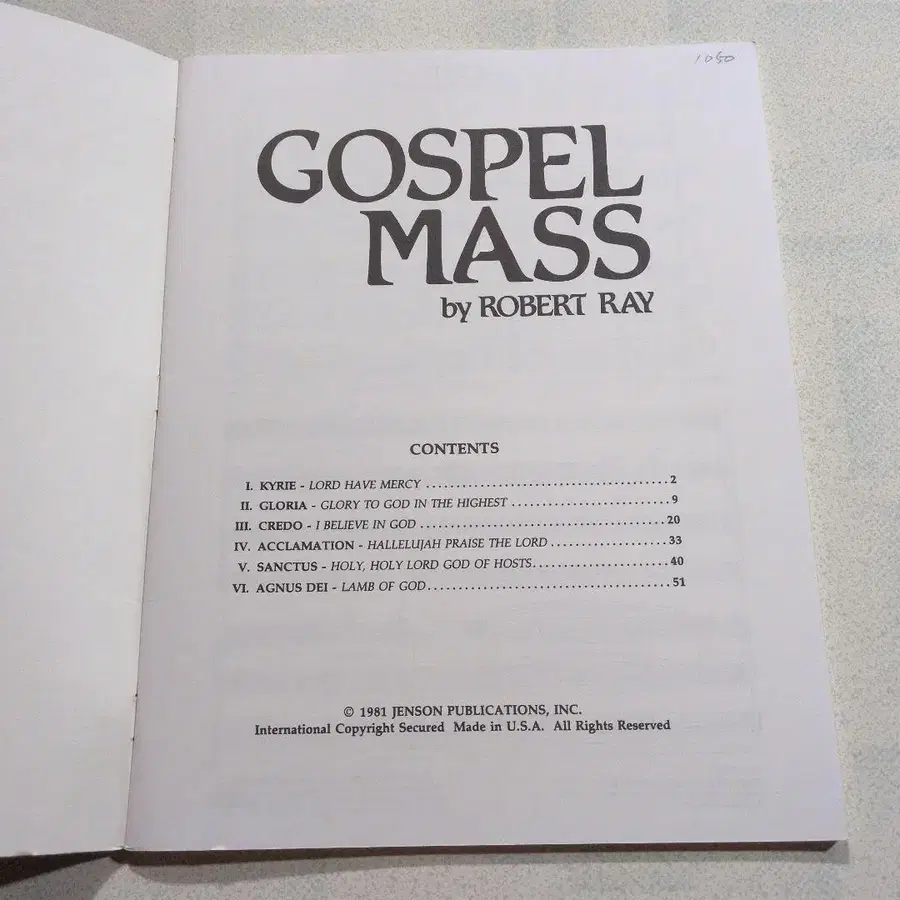 1050
GOSPEL
MASS
by ROBERT RAY
CONTENTS
I. KYRIE - LORD HAVE MERCY ........................................2
II. GLORIA - GLORY TO GOD IN THE HIGHEST ...........................9
III. CREDO - I BELIEVE IN GOD .........................................20
IV. ACCLAMATION - HALLELUJAH PRAISE THE LORD ...................33
V. SANCTUS - HOLY, HOLY LORD GOD OF HOSTS.......................40
VI. AGNUS DEI - LAMB OF GOD.........................................51
© 1981 JENSON PUBLICATIONS, INC.
International Copyright Secured Made in U.S.A. All Rights Reserved